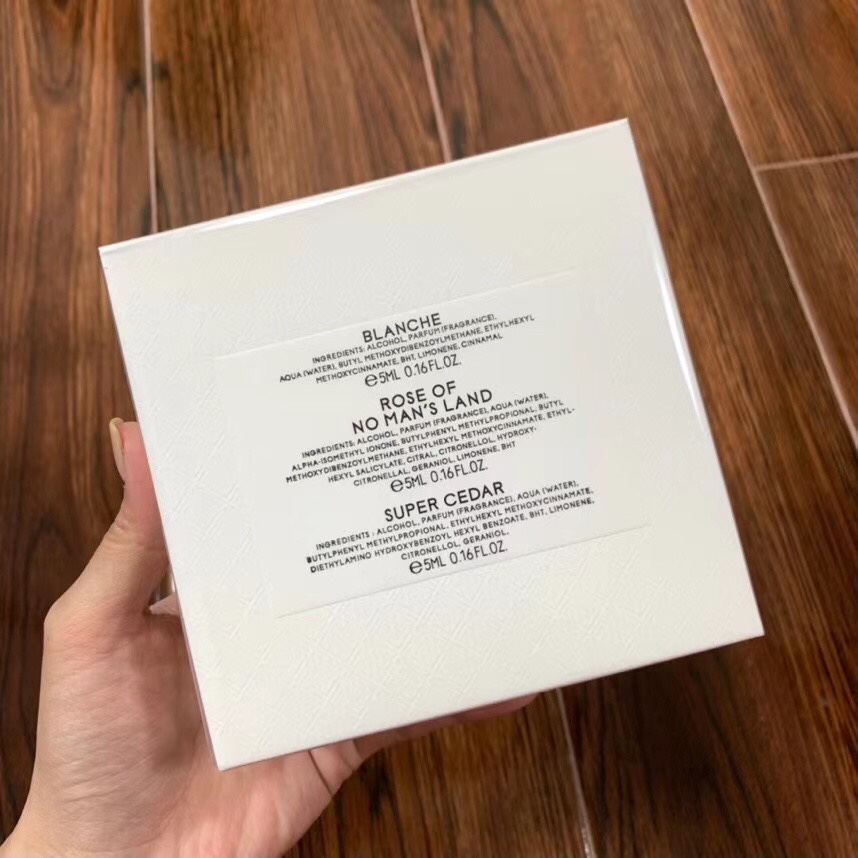 BLANCHE
INGREDIENTS: ALCOHOL, PARFUM (FRAGRANCE),
AQUA (WATER), BUTYL METHOXYDIBENZOYLMETHANE, ETHYLHEXYL
METHOXYCINNAMATE, BHT, LIMONENE, CINNAMAL
℮5ML 0.16FL.OZ.
ROSE OF
NO MAN'S LAND
INGREDIENTS: ALCOHOL, PARFUM (FRAGRANCE), AQUA (WATER),
ALPHA-ISOMETHYL IONONE, BUTYLPHENYL METHYLPROPIONAL, BUTYL
METHOXYDIBENZOYLMETHANE, ETHYLHEXYL METHOXYCINNAMATE, ETHYL-
HEXYL SALICYLATE, CITRAL, CITRONELLOL, HYDROXY-
CITRONELLAL, GERANIOL, LIMONENE, BHT
℮5ML 0.16FL.OZ.
SUPER CEDAR
INGREDIENTS : ALCOHOL, PARFUM (FRAGRANCE), AQUA (WATER),
BUTYLPHENYL METHYLPROPIONAL, ETHYLHEXYL METHOXYCINNAMATE,
DIETHYLAMINO HYDROXYBENZOYL HEXYL BENZOATE, BHT, LIMONENE,
CITRONELLOL, GERANIOL.
℮5ML 0.16FL.OZ.